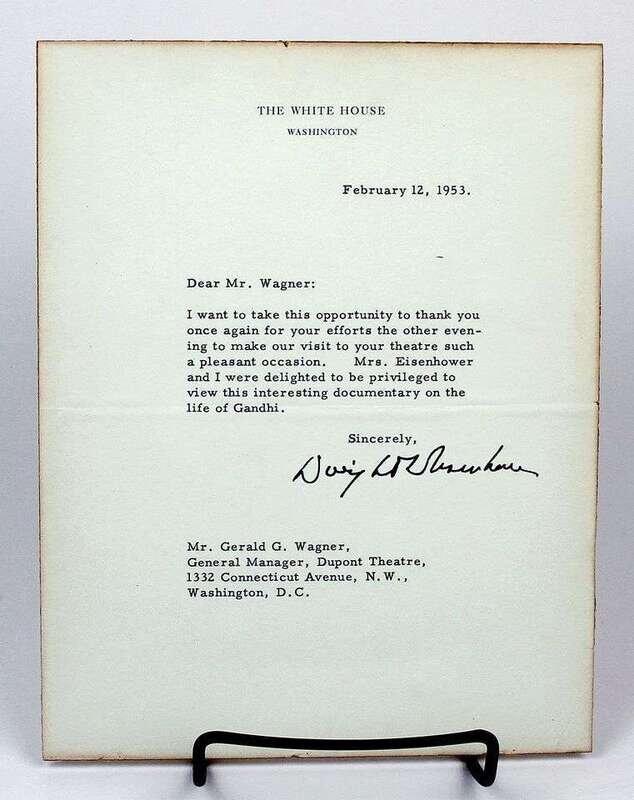 THE WHITE HOUSE
WASHINGTON
February 12, 1953.
Dear Mr. Wagner:
I want to take this opportunity to thank you
once again for your efforts the other even-
ing to make our visit to your theatre such
a pleasant occasion. Mrs. Eisenhower
and I were delighted to be privileged to
view this interesting documentary on the
life of Gandhi.
Sincerely,
Dwight D Eisenhower
Mr. Gerald G. Wagner,
General Manager, Dupont Theatre,
1332 Connecticut Avenue, N.W.,
Washington, D.C.